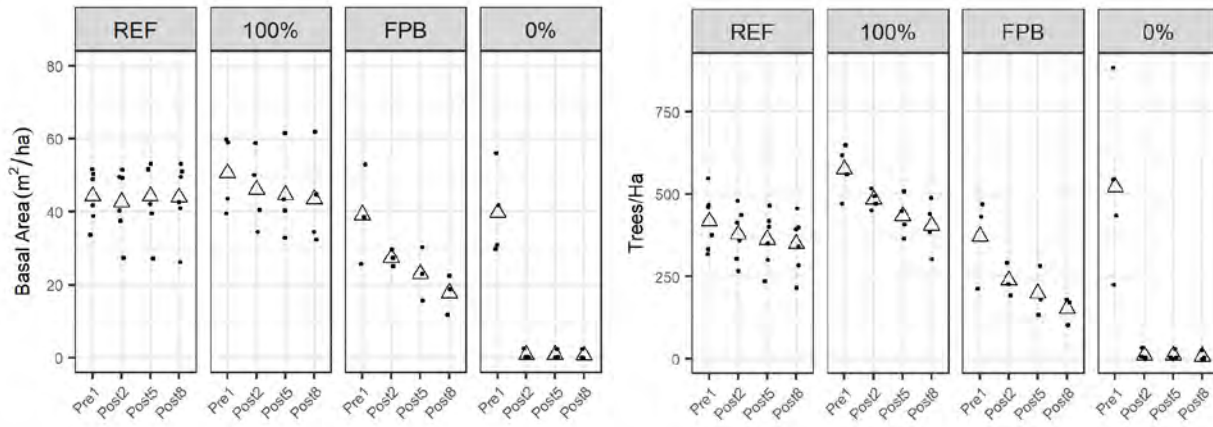 REF 100% FPB 0%
80
60
40
20
0
Basal Area (m²/ha)
Pre1 Post2 Post5 Post8 Pre1 Post2 Post5 Post8 Pre1 Post2 Post5 Post8 Pre1 Post2 Post5 Post8
REF 100% FPB 0%
750
500
250
0
Trees/Ha
Pre1 Post2 Post5 Post8 Pre1 Post2 Post5 Post8 Pre1 Post2 Post5 Post8 Pre1 Post2 Post5 Post8